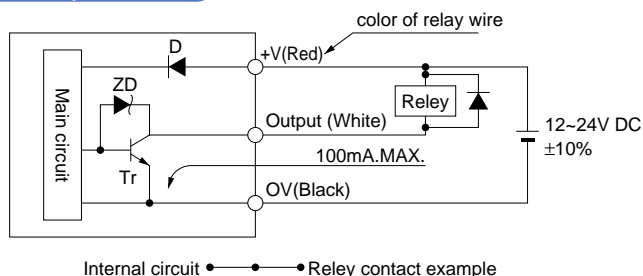 color of relay wire
D
+V(Red)
ZD
Main circuit
Reley
Output (White)
12~24V DC
±10%
100mA.MAX.
Tr
OV(Black)
Internal circuit
Reley contact example